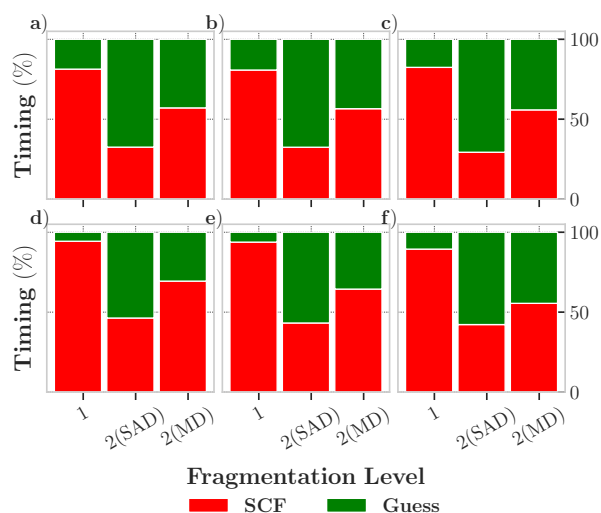 a) b) c)
Timing (%)
100
50
0
d) e) f)
Timing (%)
100
50
0
1 2(SAD) 2(MD) 1 2(SAD) 2(MD) 1 2(SAD) 2(MD)
Fragmentation Level
SCF Guess